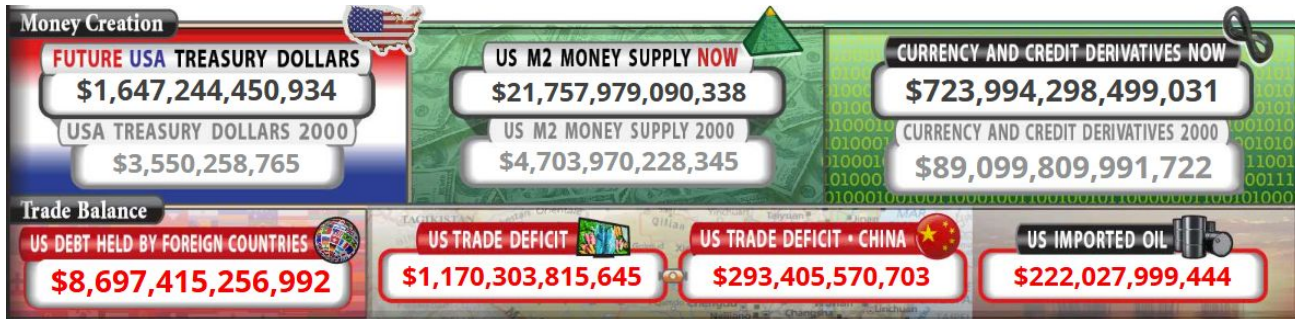 Money Creation
FUTURE USA TREASURY DOLLARS
$1,647,244,450,934
USA TREASURY DOLLARS 2000
$3,550,258,765
US M2 MONEY SUPPLY NOW
$21,757,979,090,338
US M2 MONEY SUPPLY 2000
$4,703,970,228,345
CURRENCY AND CREDIT DERIVATIVES NOW
$723,994,298,499,031
CURRENCY AND CREDIT DERIVATIVES 2000
$89,099,809,991,722
Trade Balance
US DEBT HELD BY FOREIGN COUNTRIES
$8,697,415,256,992
US TRADE DEFICIT
$1,170,303,815,645
US TRADE DEFICIT • CHINA
$293,405,570,703
US IMPORTED OIL
$222,027,999,444
TAGIKISTAN